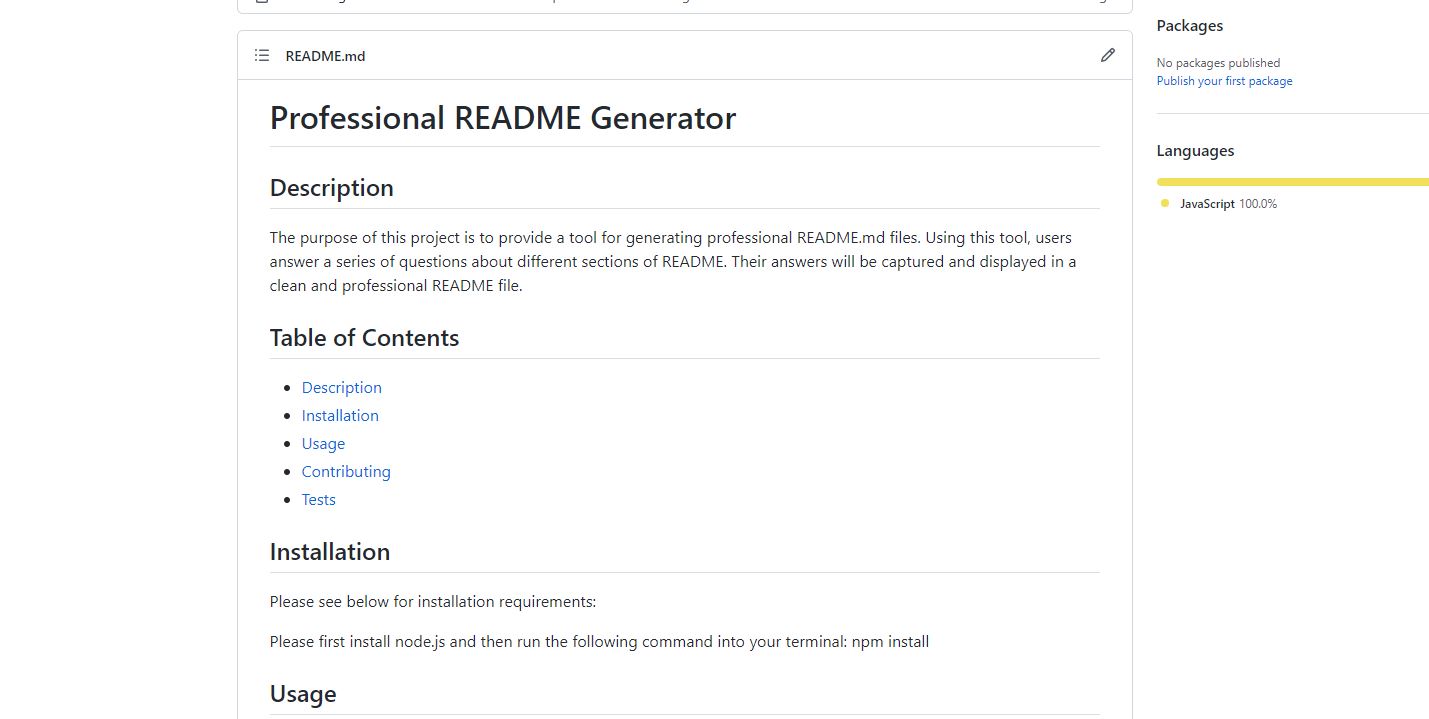 README.md
Professional README Generator
Description
The purpose of this project is to provide a tool for generating professional README.md files. Using this tool, users
answer a series of questions about different sections of README. Their answers will be captured and displayed in a
clean and professional README file.
Table of Contents
Description
Installation
Usage
Contributing
Tests
Installation
Please see below for installation requirements:
Please first install node.js and then run the following command into your terminal: npm install
Usage
Packages
No packages published
Publish your first package
Languages
JavaScript 100.0%